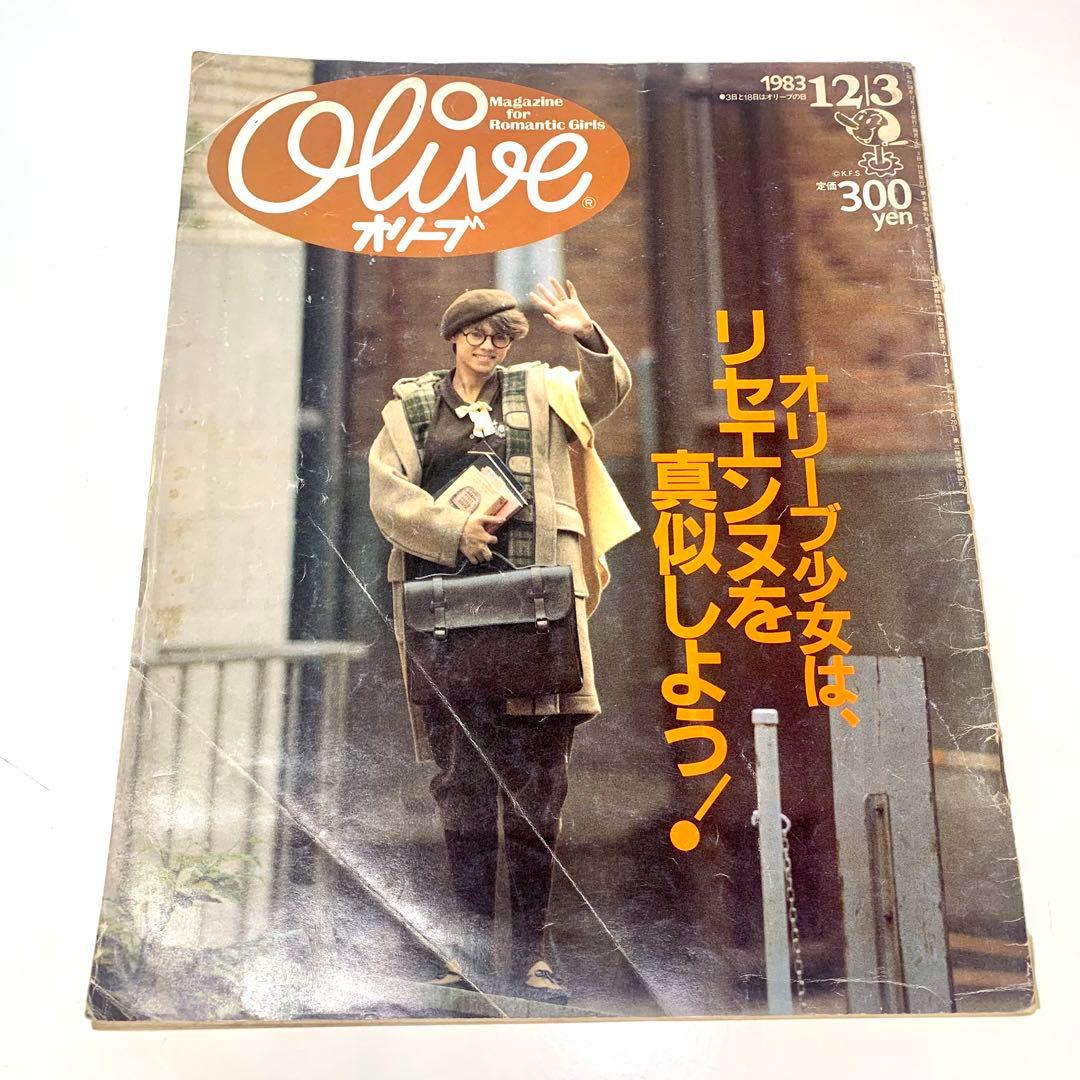 Olive
Magazine
for
Romantic Girls
®
オリーブ
1983
12/3
●3日と18日はオリーブの日
©K.F.S
定価
300
yen
オリーブ少女は、
リセエンヌを
真似しよう!